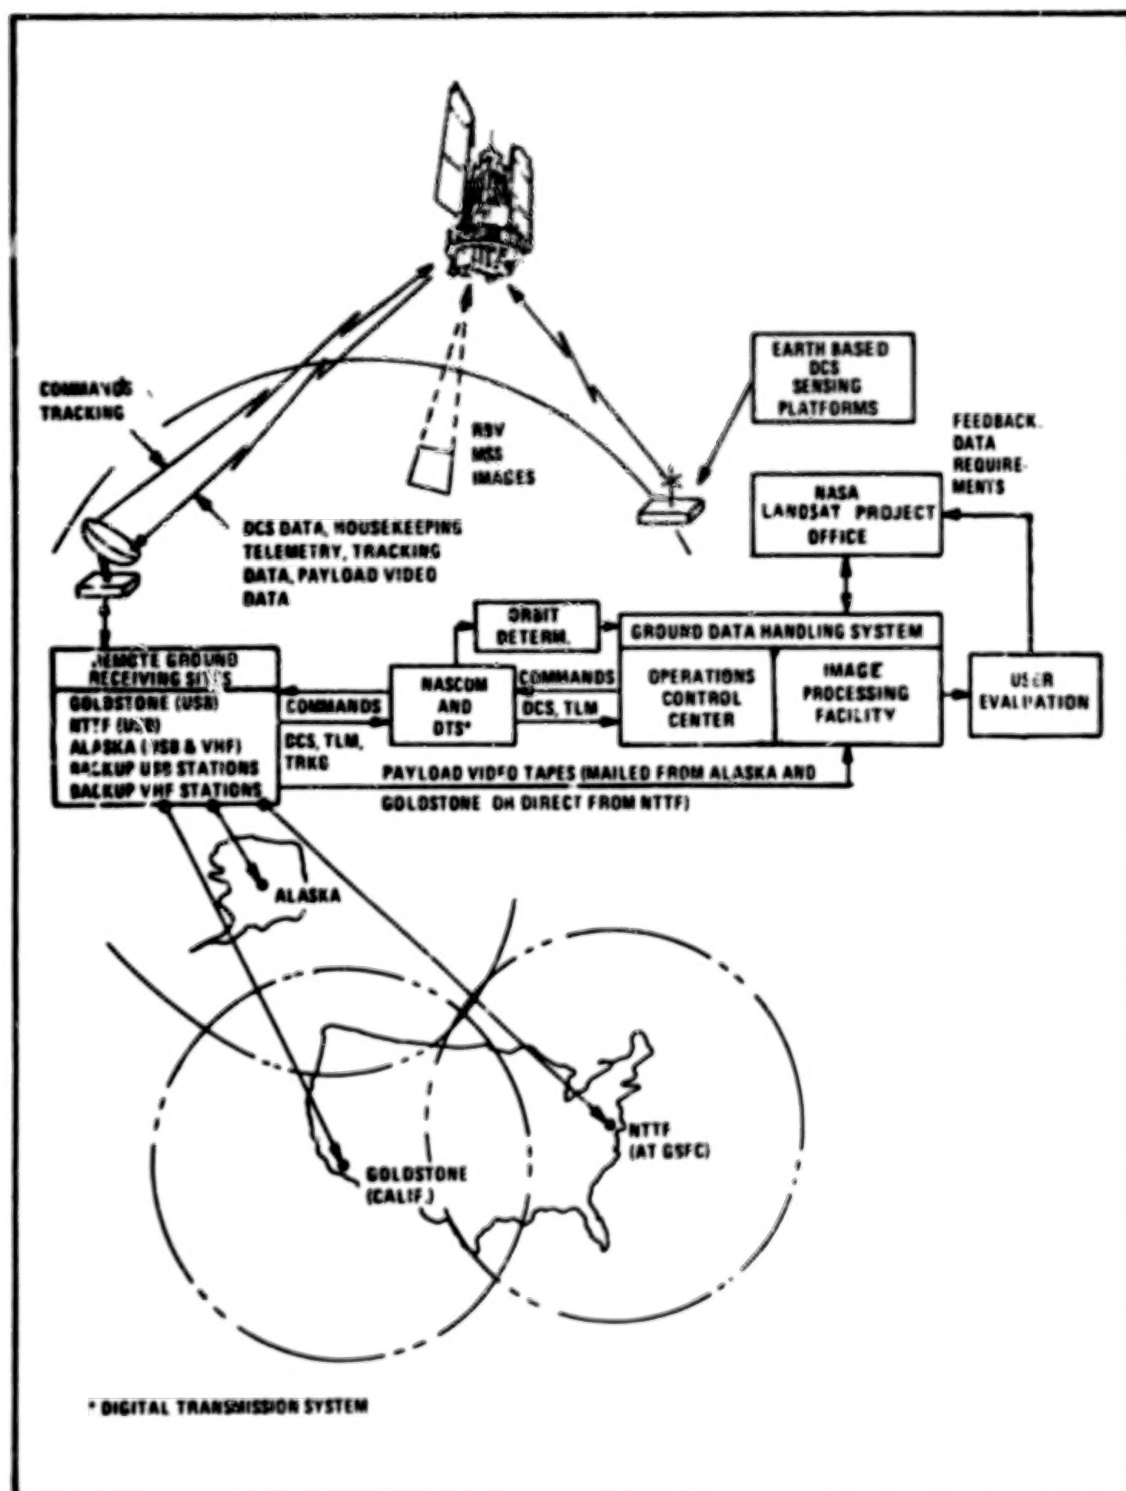 COMMANDS
TRACKING
RBV
MSS
IMAGES
EARTH BASED
DCS
SENSING
PLATFORMS
FEEDBACK.
DATA
REQUIRE-
MENTS
DCS DATA, HOUSEKEEPING
TELEMETRY, TRACKING
DATA, PAYLOAD VIDEO
DATA
NASA
LANDSAT PROJECT
OFFICE
ORBIT
DETERM.
GROUND DATA HANDLING SYSTEM
REMOTE GROUND
RECEIVING SITES
GOLDSTONE (USB)
NTTF (USB)
ALASKA (USB & VHF)
BACKUP USB STATIONS
BACKUP VHF STATIONS
COMMANDS
DCS, TLM,
TRKG
NASCOM
AND
DTS*
COMMANDS
DCS, TLM
OPERATIONS
CONTROL
CENTER
IMAGE
PROCESSING
FACILITY
USER
EVALUATION
PAYLOAD VIDEO TAPES (MAILED FROM ALASKA AND
GOLDSTONE OR DIRECT FROM NTTF)
ALASKA
NTTF
(AT GSFC)
GOLDSTONE
(CALIF.)
* DIGITAL TRANSMISSION SYSTEM